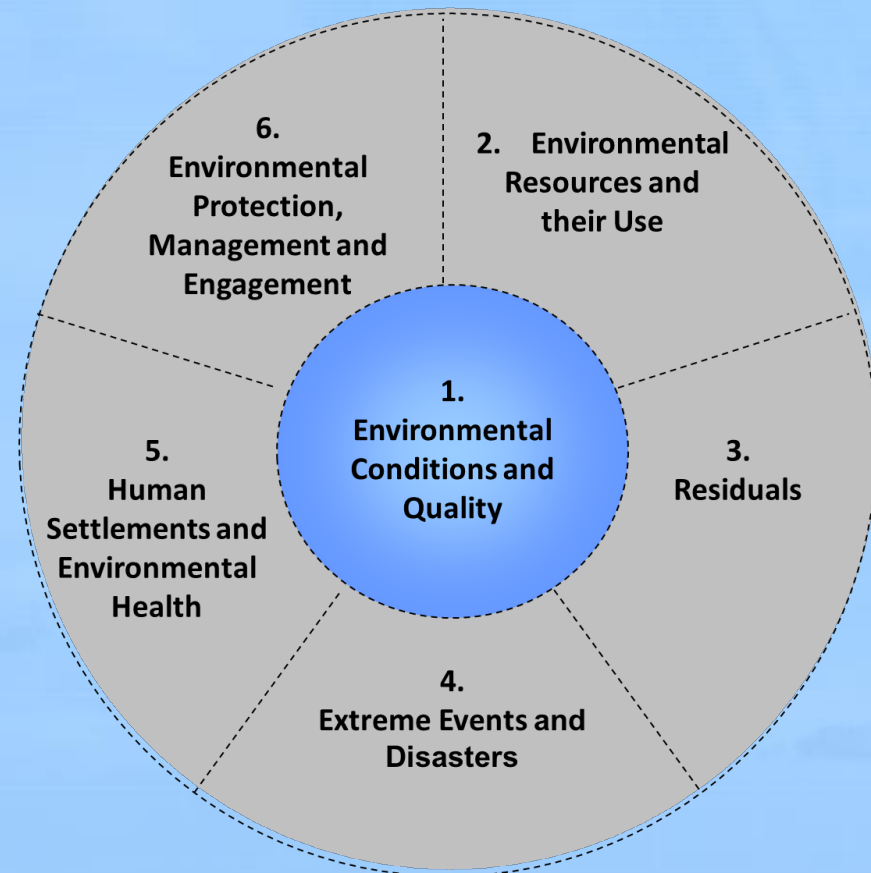 1.
Environmental
Conditions and
Quality
2. Environmental
Resources and
their Use
3.
Residuals
4.
Extreme Events and
Disasters
5.
Human
Settlements and
Environmental
Health
6.
Environmental
Protection,
Management and
Engagement